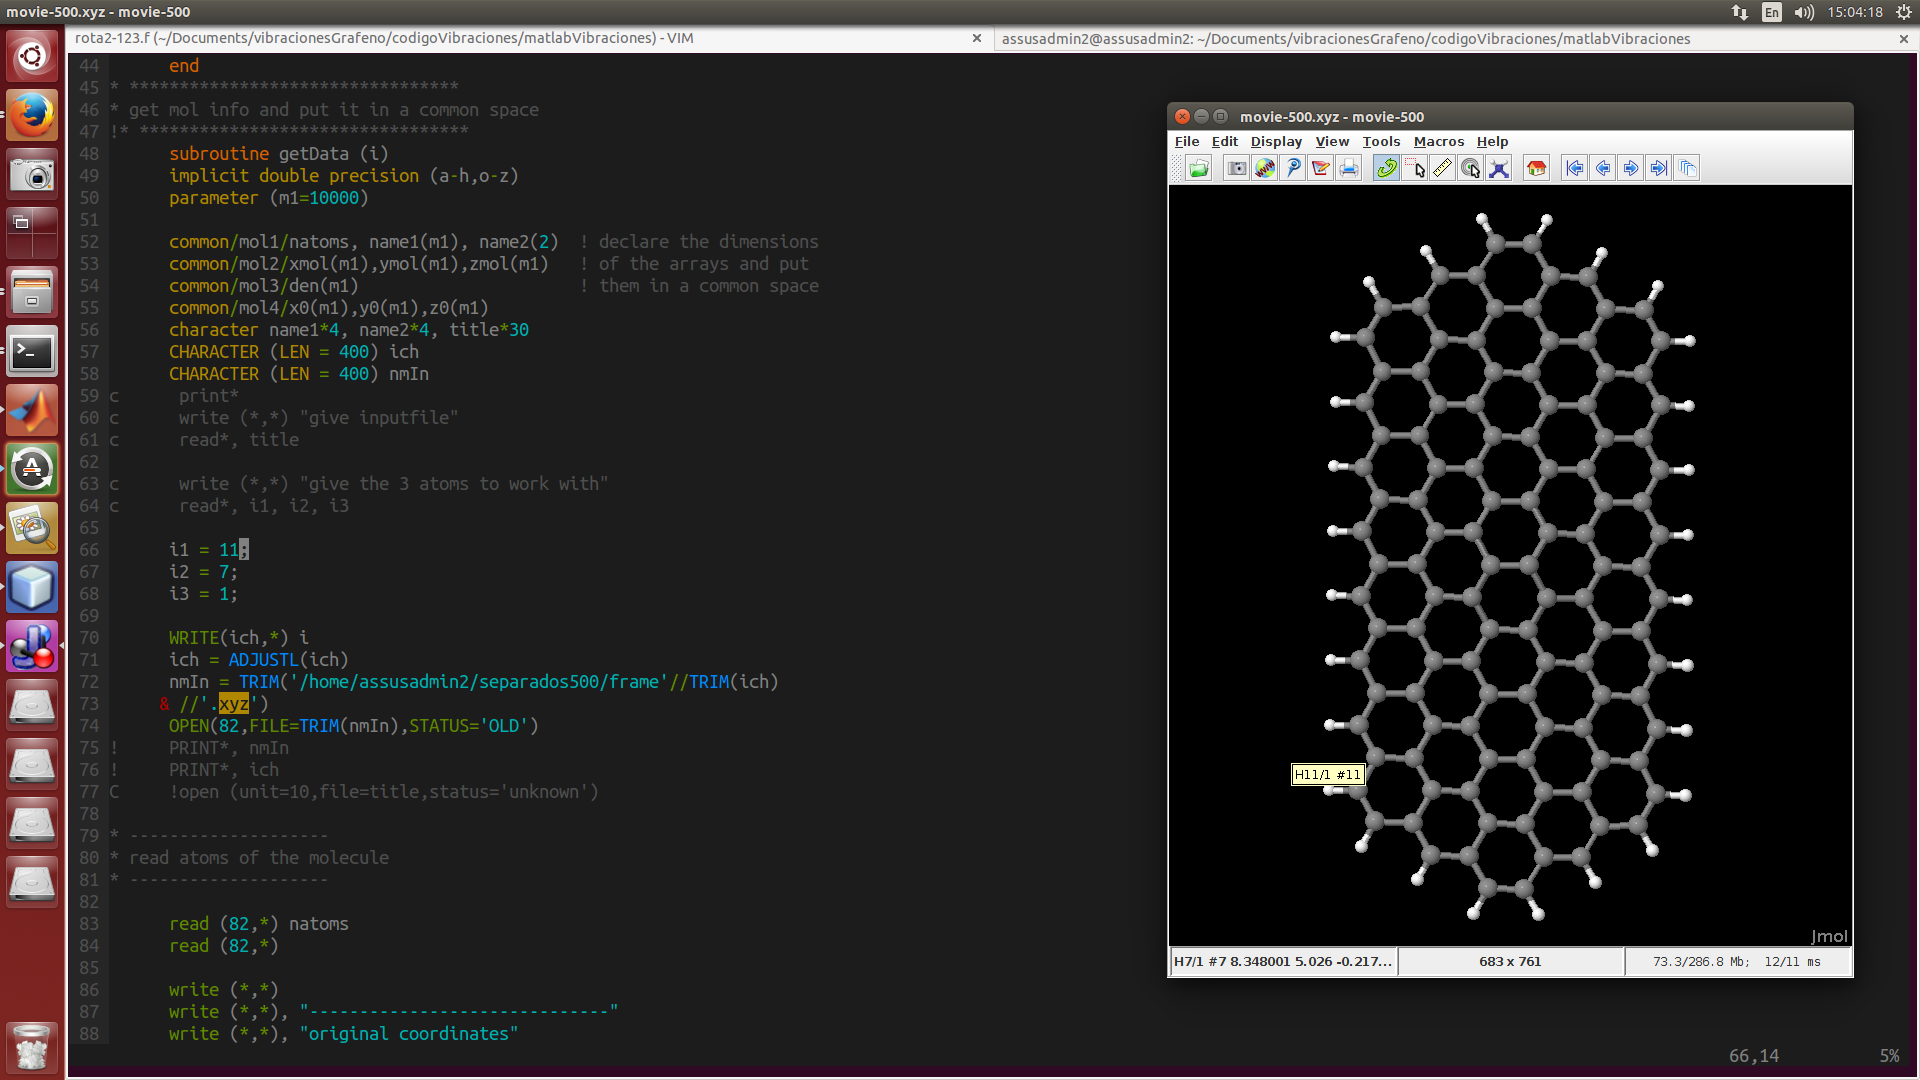 movie-500.xyz - movie-500
En
15:04:18
rota2-123.f (~/Documents/vibracionesGrafeno/codigoVibraciones/matlabVibraciones) - VIM
assusadmin2@assusadmin2: ~/Documents/vibracionesGrafeno/codigoVibraciones/matlabVibraciones
44 end
45 * *********************************
46 * get mol info and put it in a common space
47 !* *********************************
48 subroutine getData (i)
49 implicit double precision (a-h,o-z)
50 parameter (m1=10000)
51
52 common/mol1/natoms, name1(m1), name2(2) ! declare the dimensions
53 common/mol2/xmol(m1),ymol(m1),zmol(m1) ! of the arrays and put
54 common/mol3/den(m1) ! them in a common space
55 common/mol4/x0(m1),y0(m1),z0(m1)
56 character name1*4, name2*4, title*30
57 CHARACTER (LEN = 400) ich
58 CHARACTER (LEN = 400) nmIn
59 c print*
60 c write (*,*) "give inputfile"
61 c read*, title
62
63 c write (*,*) "give the 3 atoms to work with"
64 c read*, i1, i2, i3
65
66 i1 = 11;
67 i2 = 7;
68 i3 = 1;
69
70 WRITE(ich,*) i
71 ich = ADJUSTL(ich)
72 nmIn = TRIM('/home/assusadmin2/separados500/frame'//TRIM(ich)
73 & //'.xyz')
74 OPEN(82,FILE=TRIM(nmIn),STATUS='OLD')
75 ! PRINT*, nmIn
76 ! PRINT*, ich
77 C !open (unit=10,file=title,status='unknown')
78
79 * --------------------
80 * read atoms of the molecule
81 * --------------------
82
83 read (82,*) natoms
84 read (82,*)
85
86 write (*,*)
87 write (*,*), "------------------------------"
88 write (*,*), "original coordinates"
66,14 5%
movie-500.xyz - movie-500
File Edit Display View Tools Macros Help
WWW
H11/1 #11
Jmol
H7/1 #7 8.348001 5.026 -0.217...
683 x 761
73.3/286.8 Mb; 12/11 ms